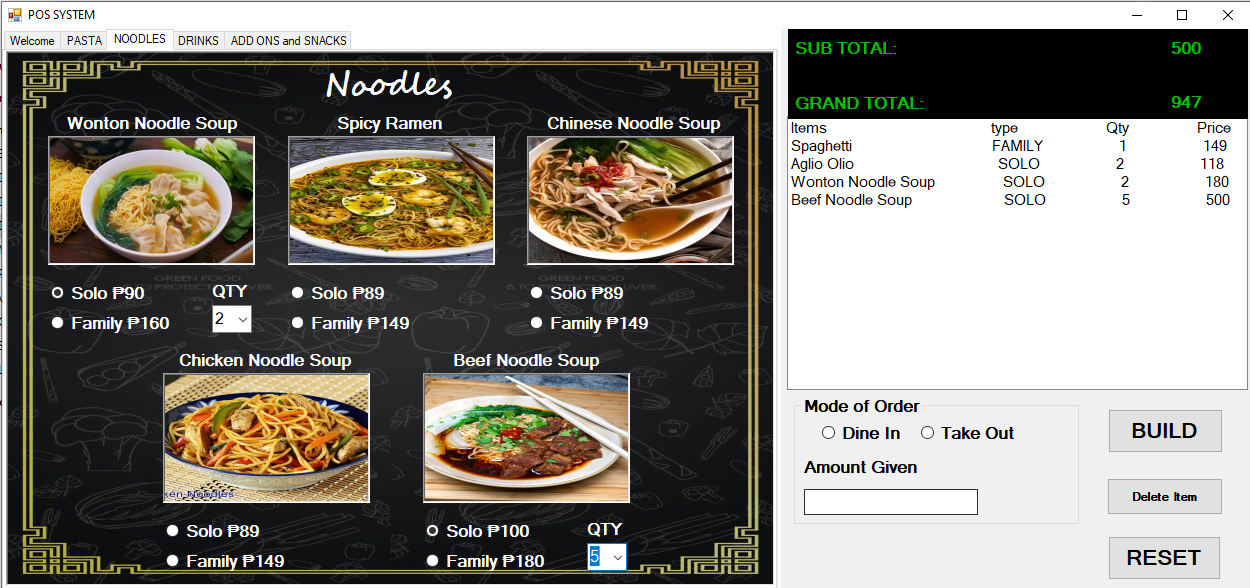 POS SYSTEM
Welcome PASTA NOODLES DRINKS ADD ONS and SNACKS
Noodles
Wonton Noodle Soup Spicy Ramen Chinese Noodle Soup
GREEN FOOD GREEN FOOD
Solo ₱90 QTY Solo ₱89 Solo ₱89
Family ₱160 2 Family ₱149 Family ₱149
Chicken Noodle Soup Beef Noodle Soup
Solo ₱89 Solo ₱100 QTY
Family ₱149 Family ₱180 5
SUB TOTAL: 500
GRAND TOTAL: 947
Items type Qty Price
Spaghetti FAMILY 1 149
Aglio Olio SOLO 2 118
Wonton Noodle Soup SOLO 2 180
Beef Noodle Soup SOLO 5 500
Mode of Order
Dine In Take Out
Amount Given
BUILD
Delete Item
RESET